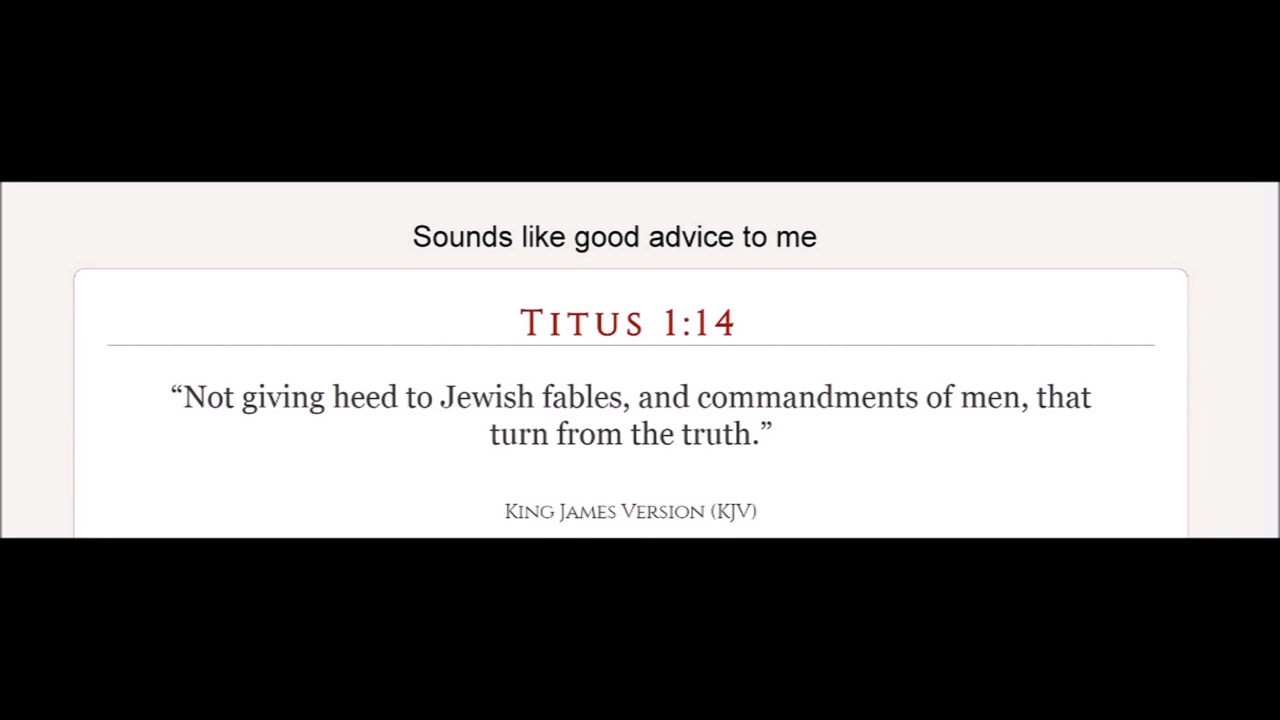 Sounds like good advice to me
Titus 1:14
“Not giving heed to Jewish fables, and commandments of men, that
turn from the truth.”
King James Version (KJV)